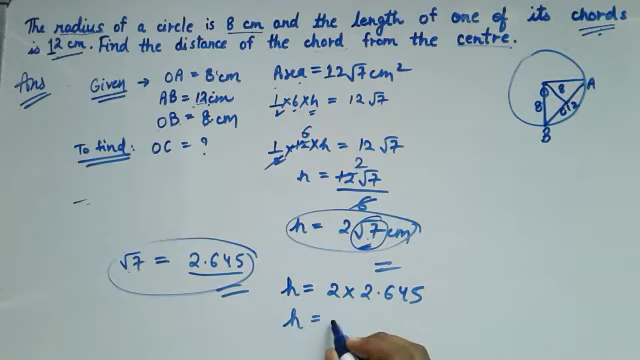 The radius of a circle is 8 cm and the length of one of its chords
is 12 cm. Find the distance of the chord from the centre.
Ans
Given → OA = 8 cm
AB = 12 cm
OB = 8 cm
To find: OC = ?
Area = 12√7 cm²
1/2 × b × h = 12√7
1/2 × 12 × h = 12√7
6
h = 12√7 / 6
2
h = 2√7 cm
√7 = 2.645
h = 2 × 2.645
h =
8
A
8
6
12
B